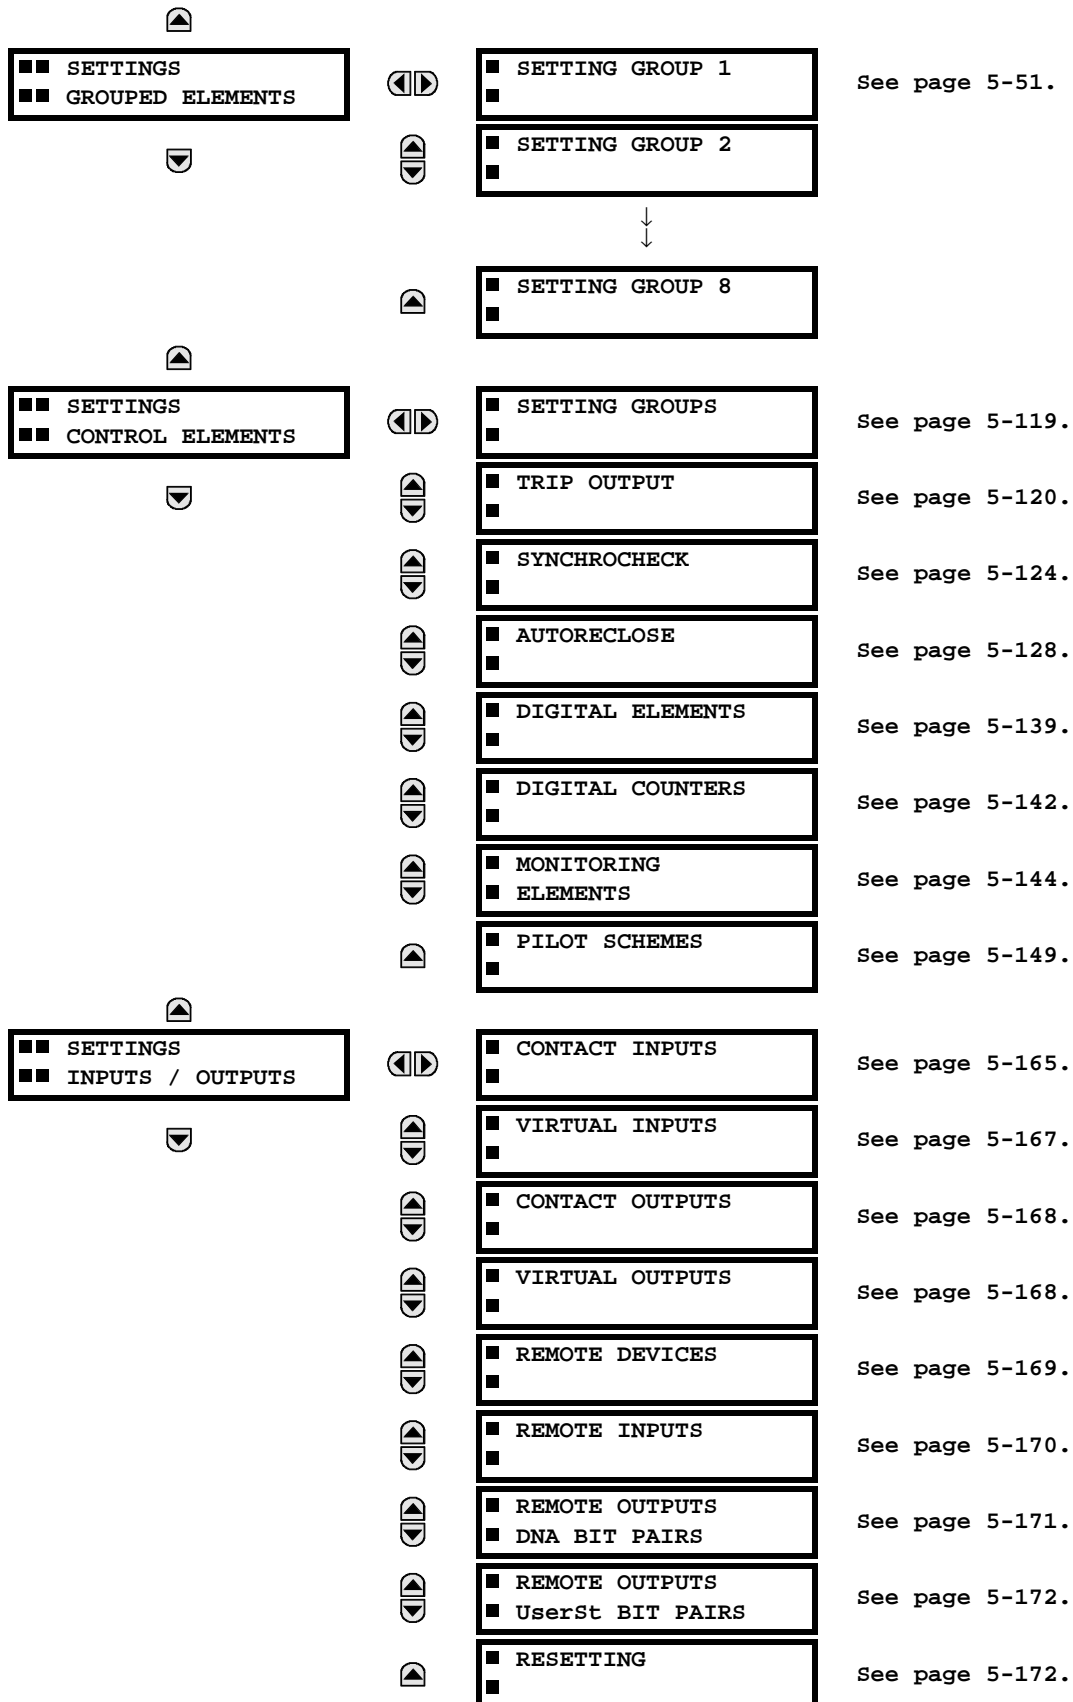 SETTINGS
GROUPED ELEMENTS
SETTING GROUP 1
See page 5-51.
SETTING GROUP 2
↓
↓
SETTING GROUP 8
SETTINGS
CONTROL ELEMENTS
SETTING GROUPS
See page 5-119.
TRIP OUTPUT
See page 5-120.
SYNCHROCHECK
See page 5-124.
AUTORECLOSE
See page 5-128.
DIGITAL ELEMENTS
See page 5-139.
DIGITAL COUNTERS
See page 5-142.
MONITORING
ELEMENTS
See page 5-144.
PILOT SCHEMES
See page 5-149.
SETTINGS
INPUTS / OUTPUTS
CONTACT INPUTS
See page 5-165.
VIRTUAL INPUTS
See page 5-167.
CONTACT OUTPUTS
See page 5-168.
VIRTUAL OUTPUTS
See page 5-168.
REMOTE DEVICES
See page 5-169.
REMOTE INPUTS
See page 5-170.
REMOTE OUTPUTS
DNA BIT PAIRS
See page 5-171.
REMOTE OUTPUTS
UserSt BIT PAIRS
See page 5-172.
RESETTING
See page 5-172.